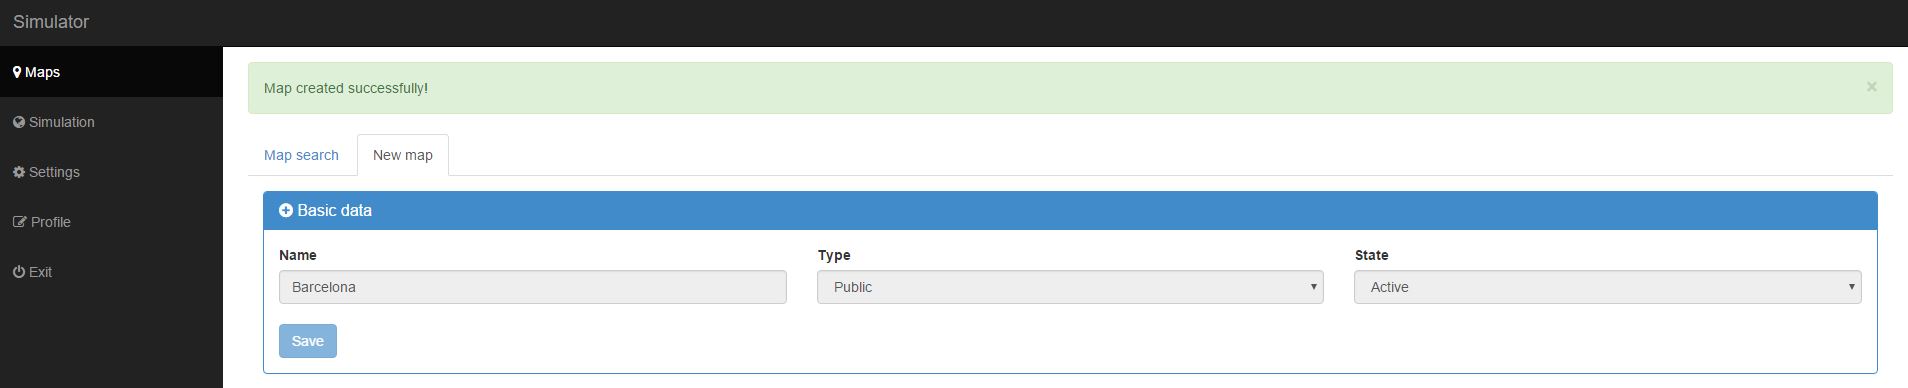 Simulator
Maps
Simulation
Settings
Profile
Exit
Map created successfully!
×
Map search
New map
Basic data
Name
Type
State
Barcelona
Public
Active
Save